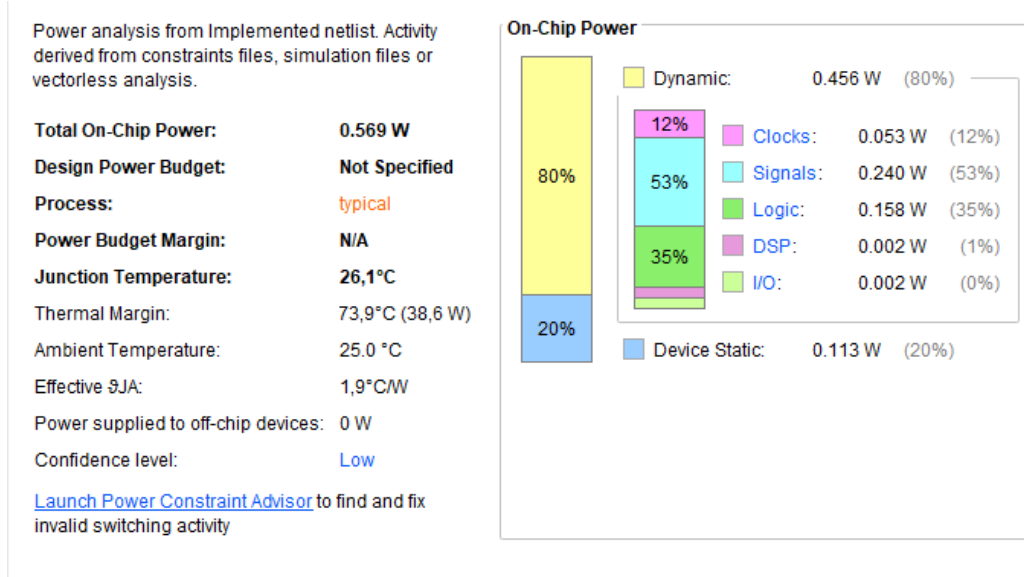 Power analysis from Implemented netlist. Activity
derived from constraints files, simulation files or
vectorless analysis.
Total On-Chip Power: 0.569 W
Design Power Budget: Not Specified
Process: typical
Power Budget Margin: N/A
Junction Temperature: 26,1°C
Thermal Margin: 73,9°C (38,6 W)
Ambient Temperature: 25.0 °C
Effective ϑJA: 1,9°C/W
Power supplied to off-chip devices: 0 W
Confidence level: Low
Launch Power Constraint Advisor to find and fix
invalid switching activity
On-Chip Power
80%
20%
Dynamic: 0.456 W (80%)
12%
53%
35%
Clocks: 0.053 W (12%)
Signals: 0.240 W (53%)
Logic: 0.158 W (35%)
DSP: 0.002 W (1%)
I/O: 0.002 W (0%)
Device Static: 0.113 W (20%)